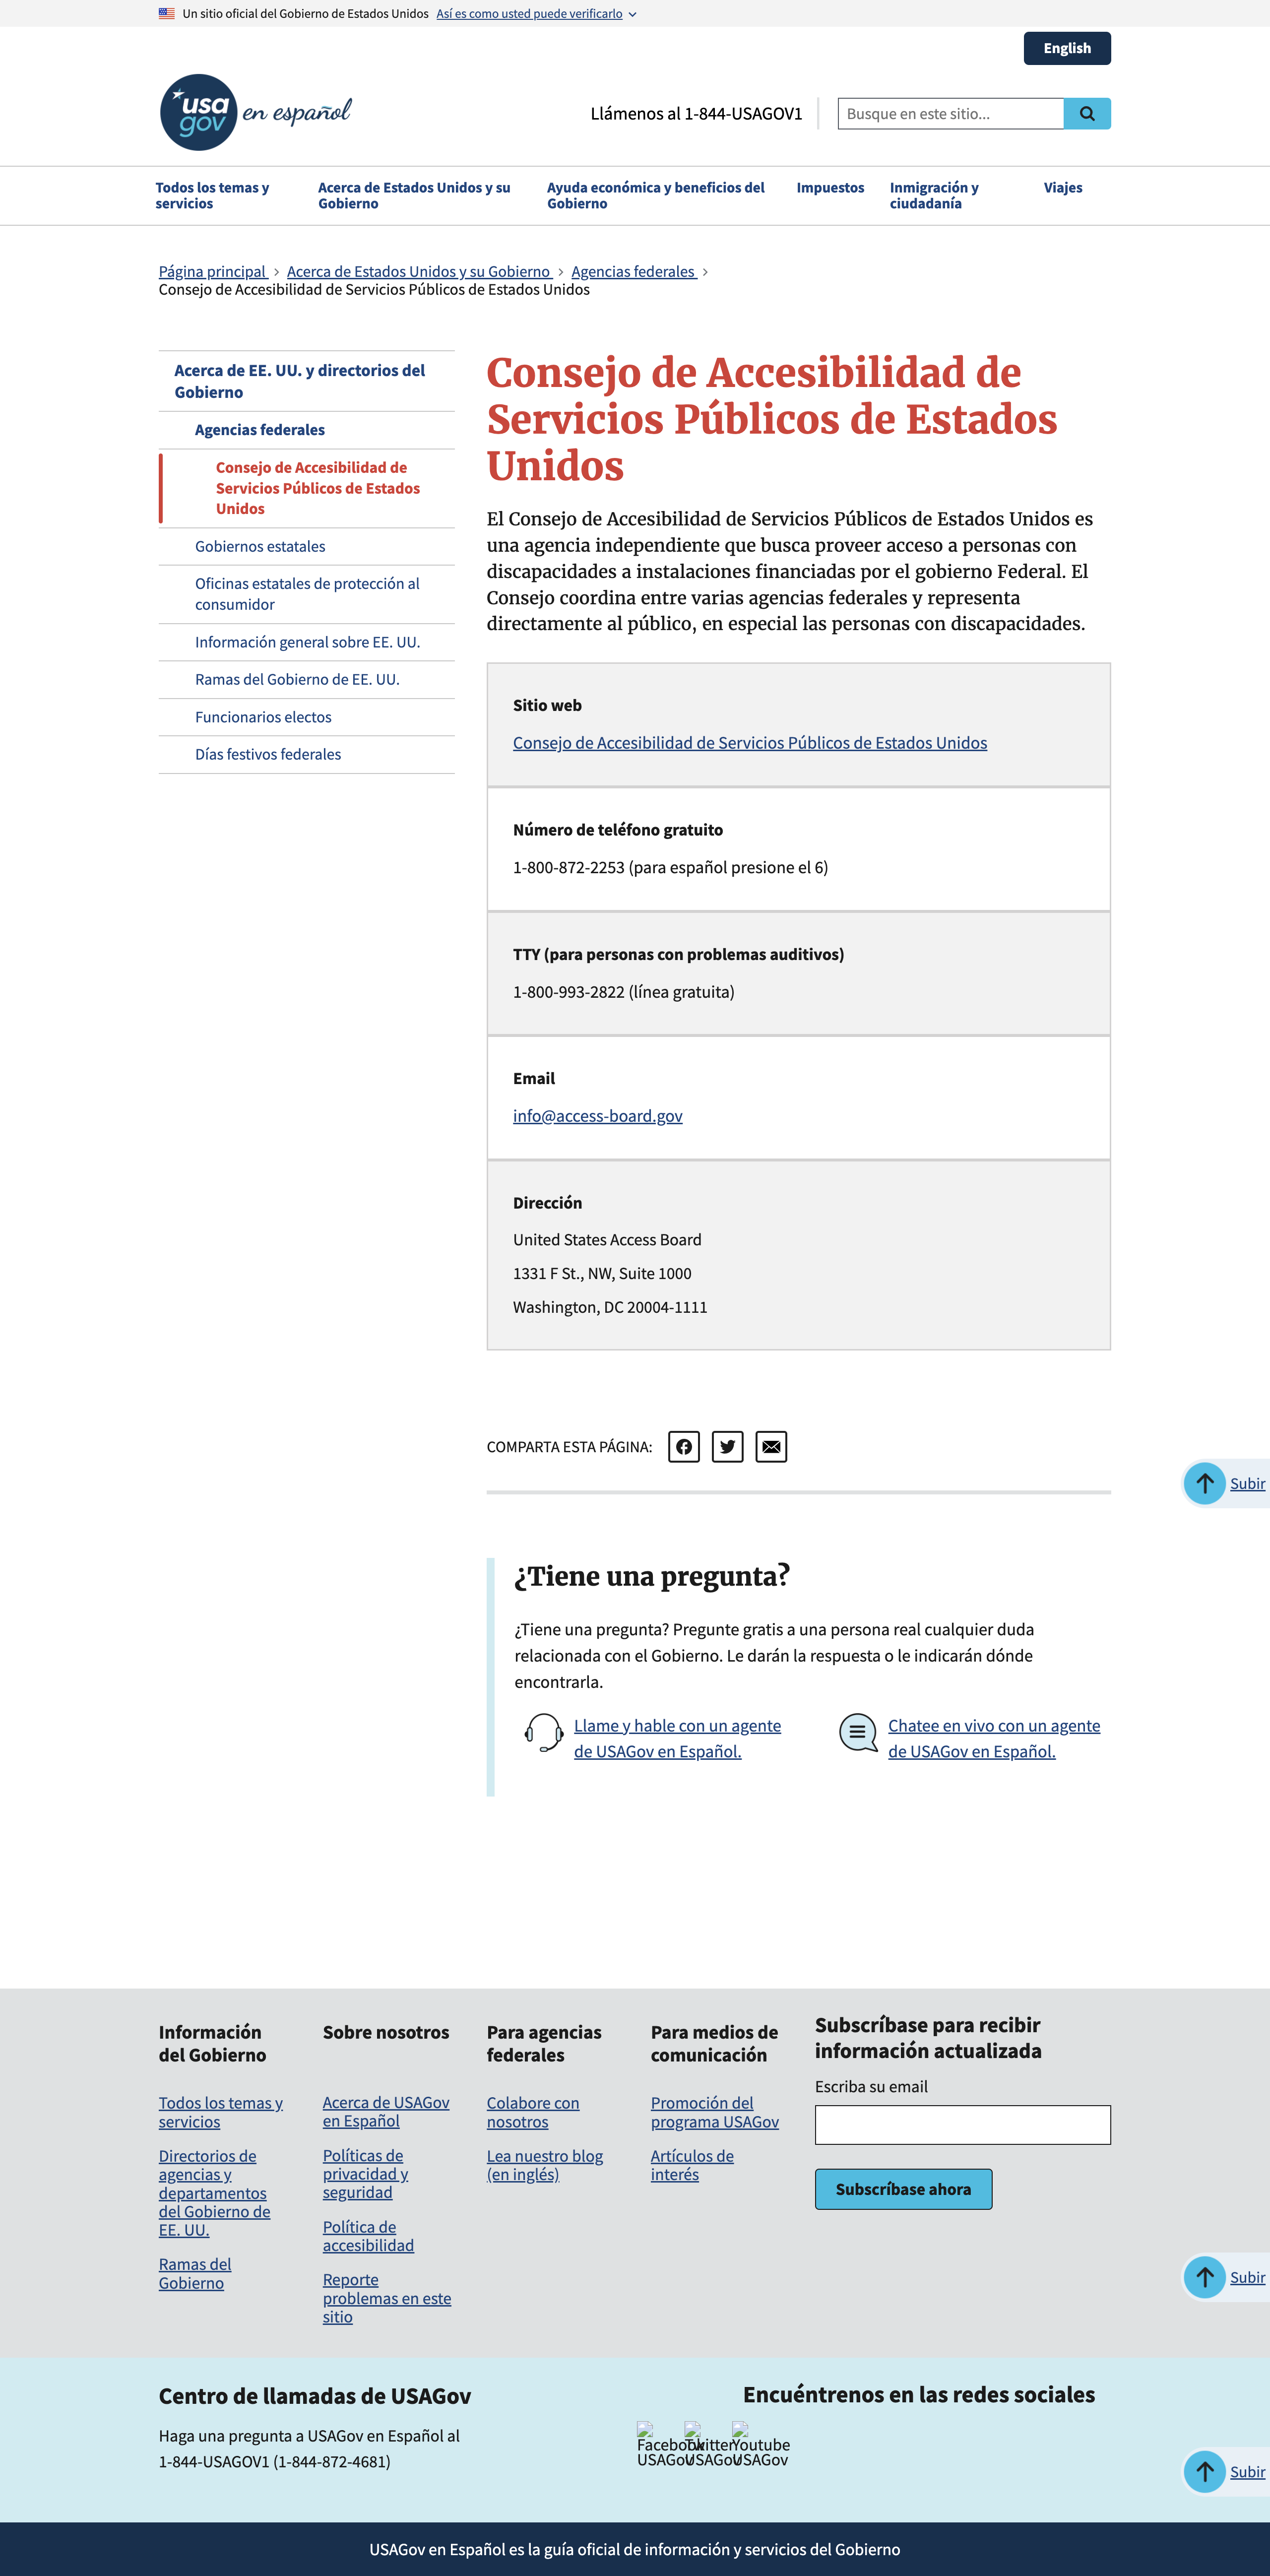 Un sitio oficial del Gobierno de Estados Unidos Así es como usted puede verificarlo
English
usa
gov
en español
Llámenos al 1-844-USAGOV1
Busque en este sitio...
Todos los temas y
servicios
Acerca de Estados Unidos y su
Gobierno
Ayuda económica y beneficios del
Gobierno
Impuestos
Inmigración y
ciudadanía
Viajes
Página principal
Acerca de Estados Unidos y su Gobierno
Agencias federales
Consejo de Accesibilidad de Servicios Públicos de Estados Unidos
Acerca de EE. UU. y directorios del
Gobierno
Agencias federales
Consejo de Accesibilidad de
Servicios Públicos de Estados
Unidos
Gobiernos estatales
Oficinas estatales de protección al
consumidor
Información general sobre EE. UU.
Ramas del Gobierno de EE. UU.
Funcionarios electos
Días festivos federales
Consejo de Accesibilidad de
Servicios Públicos de Estados
Unidos
El Consejo de Accesibilidad de Servicios Públicos de Estados Unidos es
una agencia independiente que busca proveer acceso a personas con
discapacidades a instalaciones financiadas por el gobierno Federal. El
Consejo coordina entre varias agencias federales y representa
directamente al público, en especial las personas con discapacidades.
Sitio web
Consejo de Accesibilidad de Servicios Públicos de Estados Unidos
Número de teléfono gratuito
1-800-872-2253 (para español presione el 6)
TTY (para personas con problemas auditivos)
1-800-993-2822 (línea gratuita)
Email
info@access-board.gov
Dirección
United States Access Board
1331 F St., NW, Suite 1000
Washington, DC 20004-1111
COMPARTA ESTA PÁGINA:
Subir
¿Tiene una pregunta?
¿Tiene una pregunta? Pregunte gratis a una persona real cualquier duda
relacionada con el Gobierno. Le darán la respuesta o le indicarán dónde
encontrarla.
Llame y hable con un agente
de USAGov en Español.
Chatee en vivo con un agente
de USAGov en Español.
Información
del Gobierno
Todos los temas y
servicios
Directorios de
agencias y
departamentos
del Gobierno de
EE. UU.
Ramas del
Gobierno
Sobre nosotros
Acerca de USAGov
en Español
Políticas de
privacidad y
seguridad
Política de
accesibilidad
Reporte
problemas en este
sitio
Para agencias
federales
Colabore con
nosotros
Lea nuestro blog
(en inglés)
Para medios de
comunicación
Promoción del
programa USAGov
Artículos de
interés
Subscríbase para recibir
información actualizada
Escriba su email
Subscríbase ahora
Subir
Centro de llamadas de USAGov
Haga una pregunta a USAGov en Español al
1-844-USAGOV1 (1-844-872-4681)
Encuéntrenos en las redes sociales
Facebook
USAGov
Twitter
USAGov
Youtube
USAGov
Subir
USAGov en Español es la guía oficial de información y servicios del Gobierno